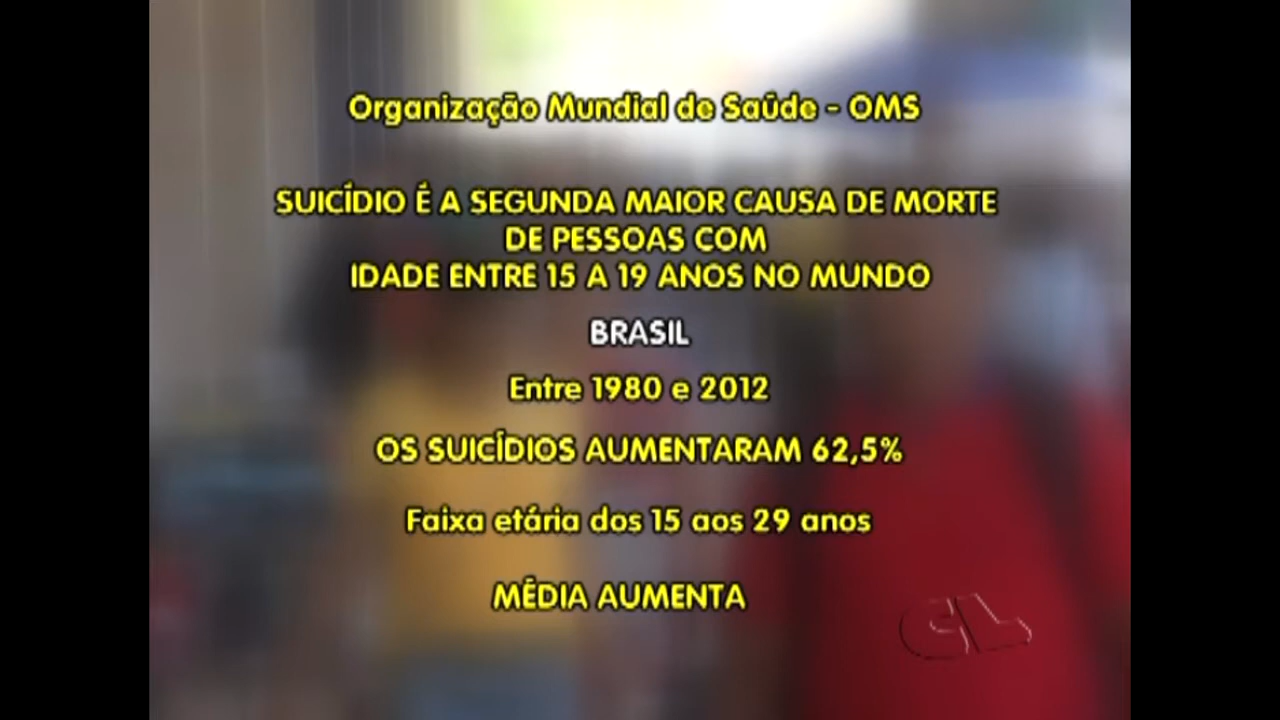 Organização Mundial de Saúde - OMS
SUICÍDIO É A SEGUNDA MAIOR CAUSA DE MORTE
DE PESSOAS COM
IDADE ENTRE 15 A 19 ANOS NO MUNDO
BRASIL
Entre 1980 e 2012
OS SUICÍDIOS AUMENTARAM 62,5%
Faixa etária dos 15 aos 29 anos
MÉDIA AUMENTA
CL